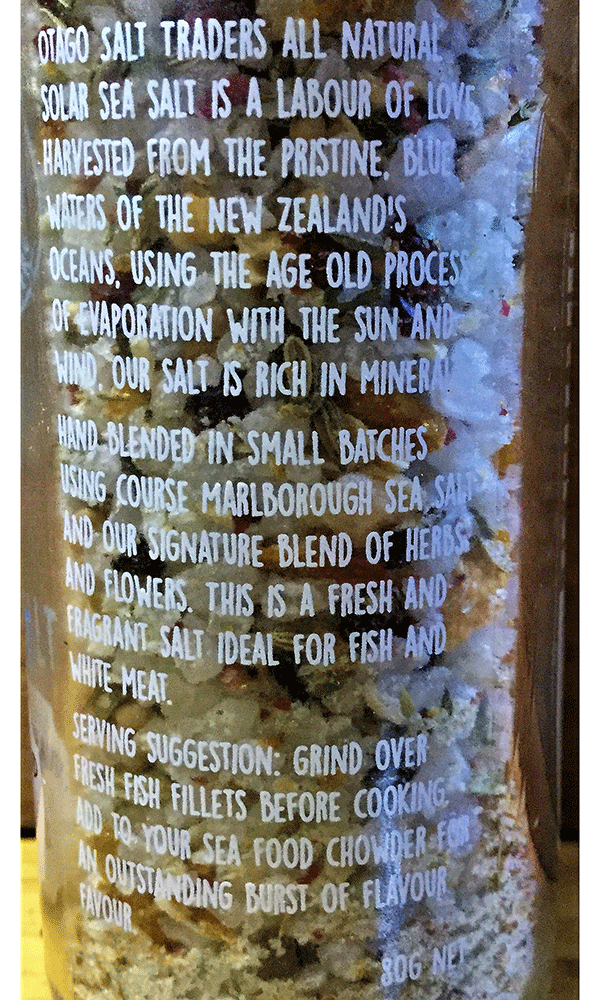 OTAGO SALT TRADERS ALL NATURAL
SOLAR SEA SALT IS A LABOUR OF LOVE,
HARVESTED FROM THE PRISTINE, BLUE
WATERS OF THE NEW ZEALAND'S
OCEANS, USING THE AGE OLD PROCESS
OF EVAPORATION WITH THE SUN AND
WIND. OUR SALT IS RICH IN MINERALS
HAND BLENDED IN SMALL BATCHES
USING COURSE MARLBOROUGH SEA SALT
AND OUR SIGNATURE BLEND OF HERBS
AND FLOWERS. THIS IS A FRESH AND
FRAGRANT SALT IDEAL FOR FISH AND
WHITE MEAT.
SERVING SUGGESTION: GRIND OVER
FRESH FISH FILLETS BEFORE COOKING.
ADD TO YOUR SEA FOOD CHOWDER FOR
AN OUTSTANDING BURST OF FLAVOUR
FAVOUR.
80G NET